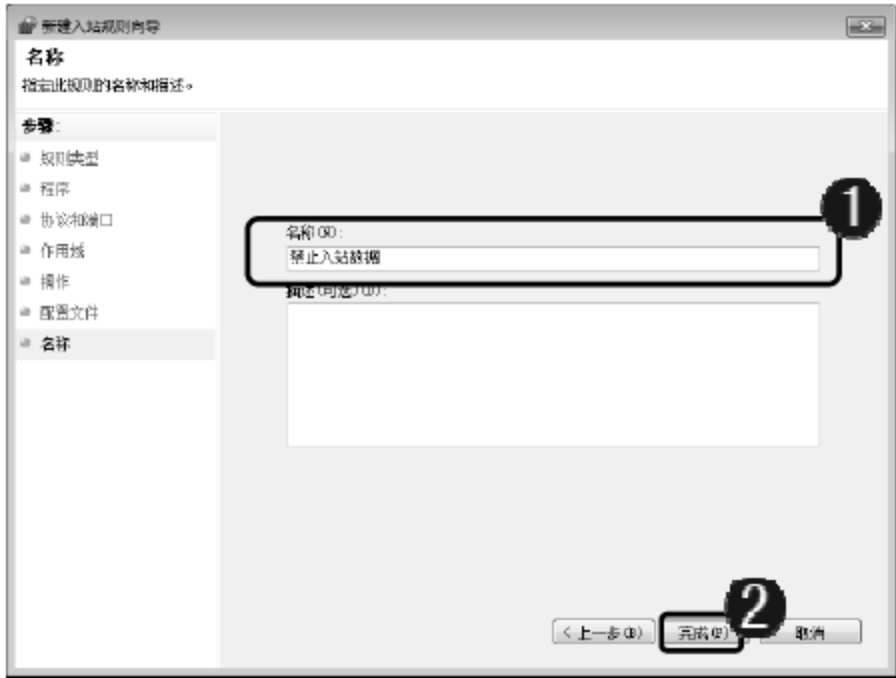 新建入站规则向导
名称
指定此规则的名称和描述。
步骤:
规则类型
程序
协议和端口
作用域
操作
配置文件
名称
名称(N):
禁止入站数据
描述(可选)(D):
1
< 上一步(B)
完成(F)
取消
2